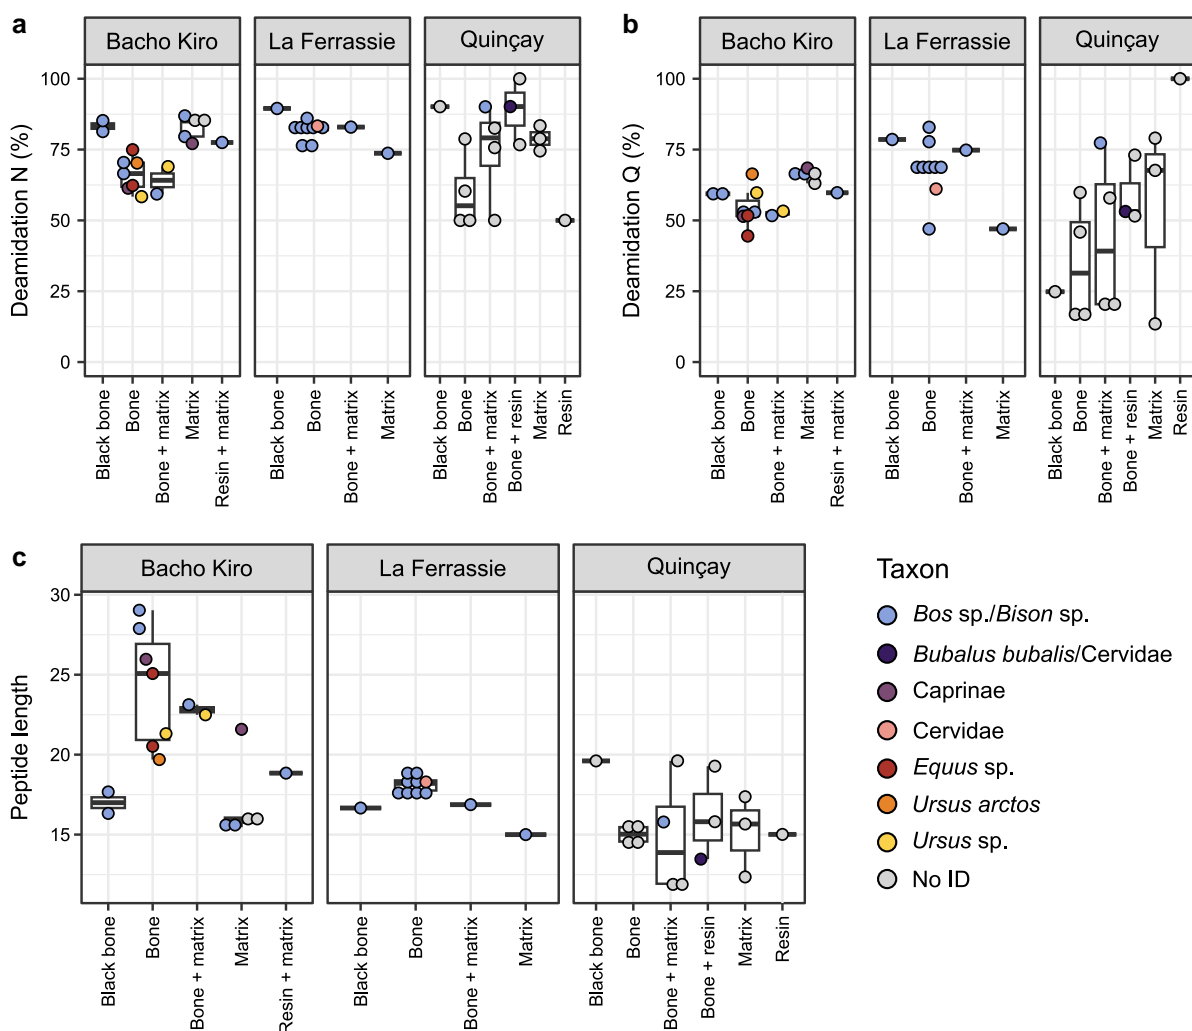 a
Bacho Kiro
La Ferrassie
Quinçay
Deamidation N (%)
100
75
50
25
0
Black bone
Bone
Bone + matrix
Matrix
Resin + matrix
Black bone
Bone
Bone + matrix
Matrix
Black bone
Bone
Bone + matrix
Bone + resin
Matrix
Resin
b
Bacho Kiro
La Ferrassie
Quinçay
Deamidation Q (%)
100
75
50
25
0
Black bone
Bone
Bone + matrix
Matrix
Resin + matrix
Black bone
Bone
Bone + matrix
Matrix
Black bone
Bone
Bone + matrix
Bone + resin
Matrix
Resin
c
Bacho Kiro
La Ferrassie
Quinçay
Peptide length
30
25
20
15
Black bone
Bone
Bone + matrix
Matrix
Resin + matrix
Black bone
Bone
Bone + matrix
Matrix
Black bone
Bone
Bone + matrix
Bone + resin
Matrix
Resin
Taxon
Bos sp./Bison sp.
Bubalus bubalis/Cervidae
Caprinae
Cervidae
Equus sp.
Ursus arctos
Ursus sp.
No ID